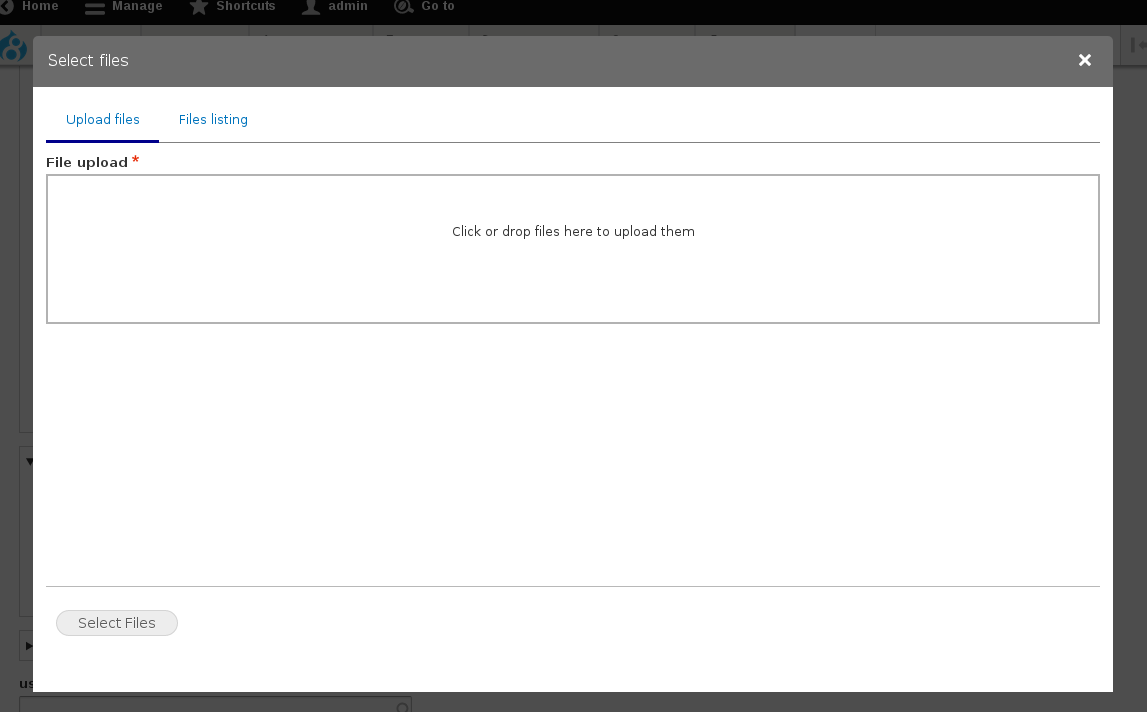 Home Manage Shortcuts admin Go to
Select files
Upload files Files listing
File upload *
Click or drop files here to upload them
Select Files